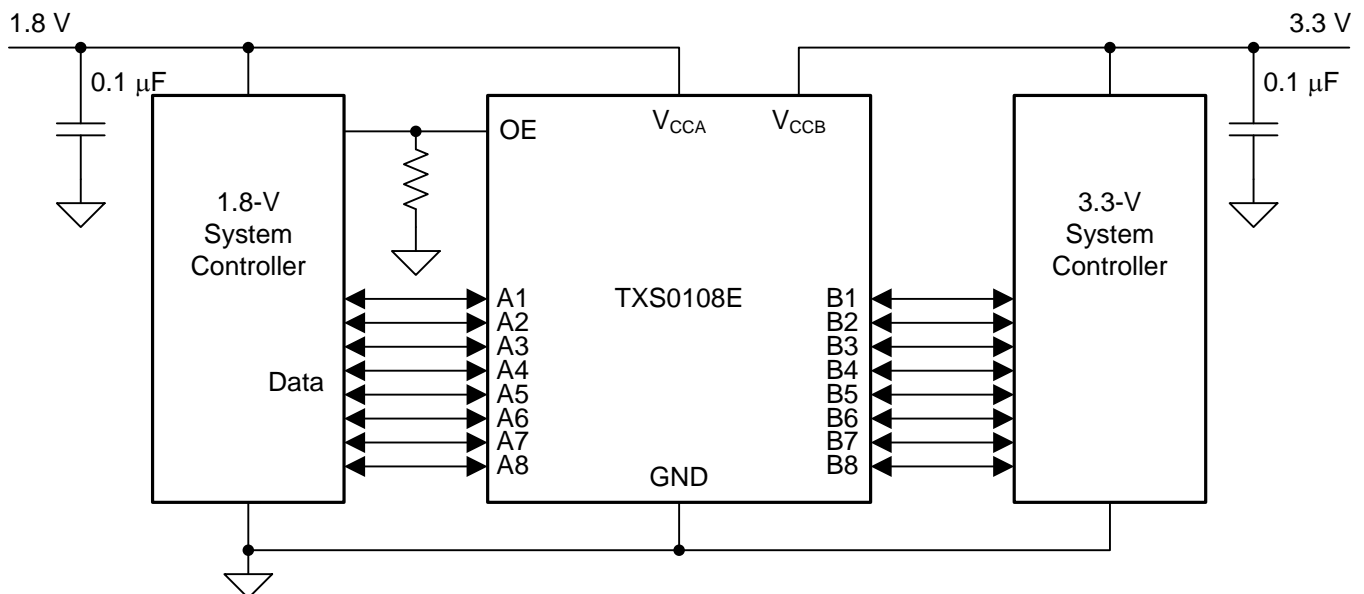 1.8 V
3.3 V
0.1 μF
0.1 μF
OE
VCCA
VCCB
1.8-V
System
Controller
3.3-V
System
Controller
TXS0108E
Data
A1
A2
A3
A4
A5
A6
A7
A8
B1
B2
B3
B4
B5
B6
B7
B8
GND